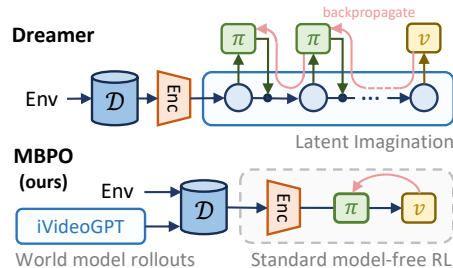 Dreamer
backpropagate
π π v
Env D Enc
Latent Imagination
MBPO
(ours)
Env
iVideoGPT
D Enc π v
World model rollouts
Standard model-free RL